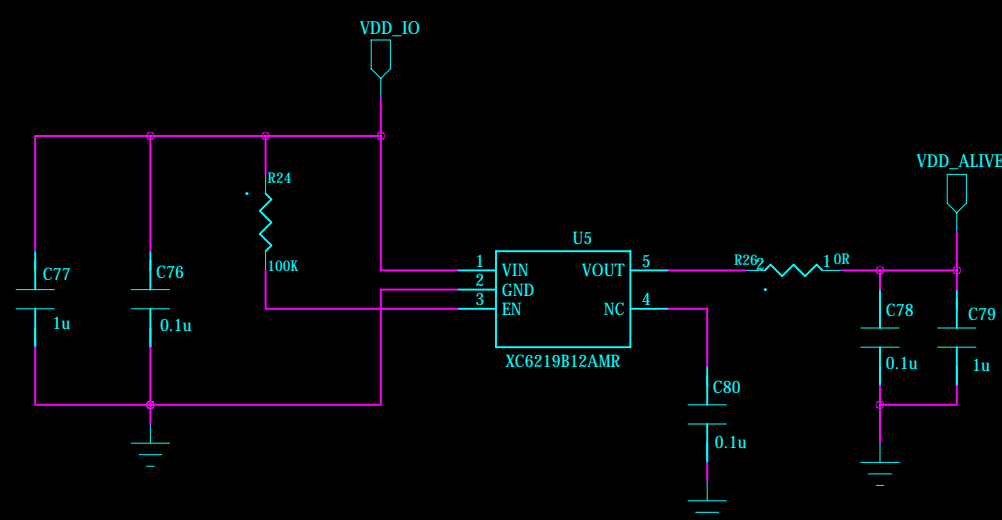 VDD_IO
VDD_ALIVE
R24
100K
C77
1u
C76
0.1u
U5
1
VIN
VOUT
5
2
GND
3
EN
NC
4
XC6219B12AMR
R26
2
1
0R
C78
0.1u
C79
1u
C80
0.1u